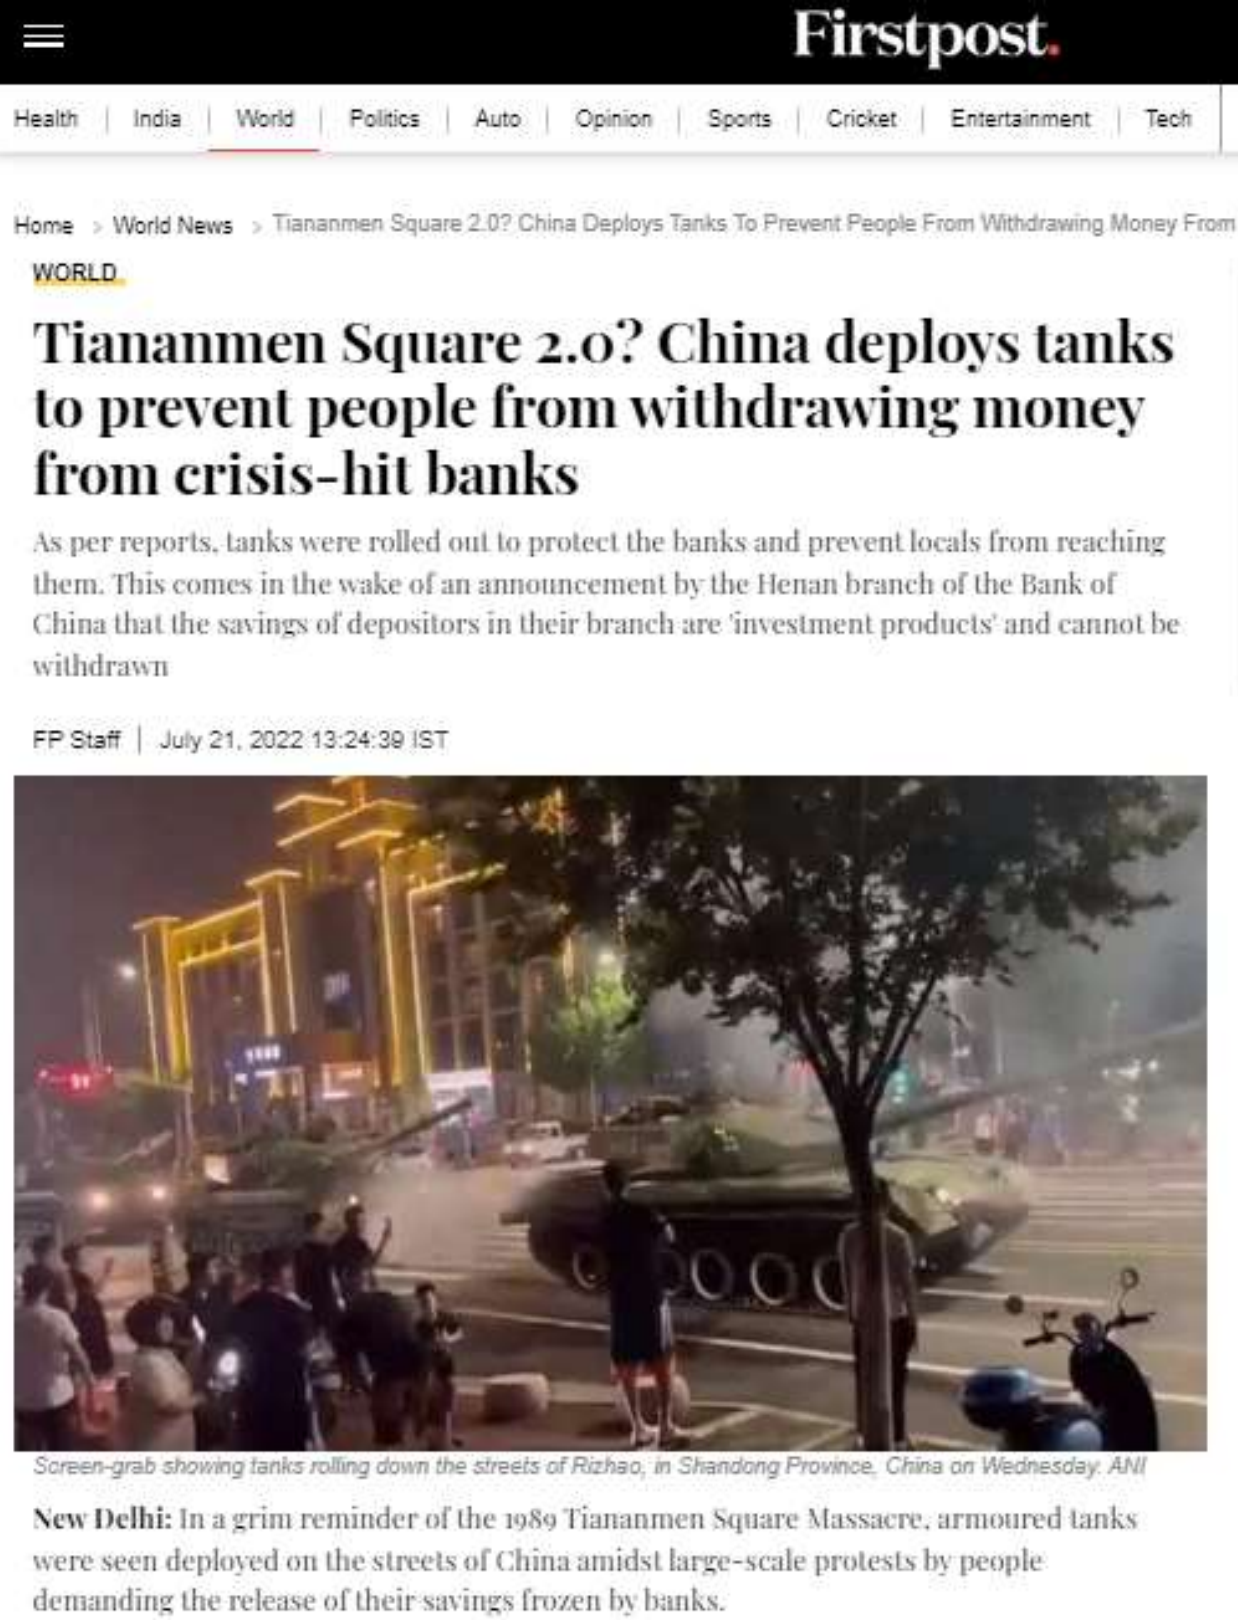 Firstpost.
Health | India | World | Politics | Auto | Opinion | Sports | Cricket | Entertainment | Tech
Home > World News > Tiananmen Square 2.0? China Deploys Tanks To Prevent People From Withdrawing Money From
WORLD
Tiananmen Square 2.0? China deploys tanks
to prevent people from withdrawing money
from crisis-hit banks
As per reports, tanks were rolled out to protect the banks and prevent locals from reaching
them. This comes in the wake of an announcement by the Henan branch of the Bank of
China that the savings of depositors in their branch are 'investment products' and cannot be
withdrawn
FP Staff | July 21, 2022 13:24:39 IST
Screen-grab showing tanks rolling down the streets of Rizhao, in Shandong Province, China on Wednesday. ANI
New Delhi: In a grim reminder of the 1989 Tiananmen Square Massacre, armoured tanks
were seen deployed on the streets of China amidst large-scale protests by people
demanding the release of their savings frozen by banks.